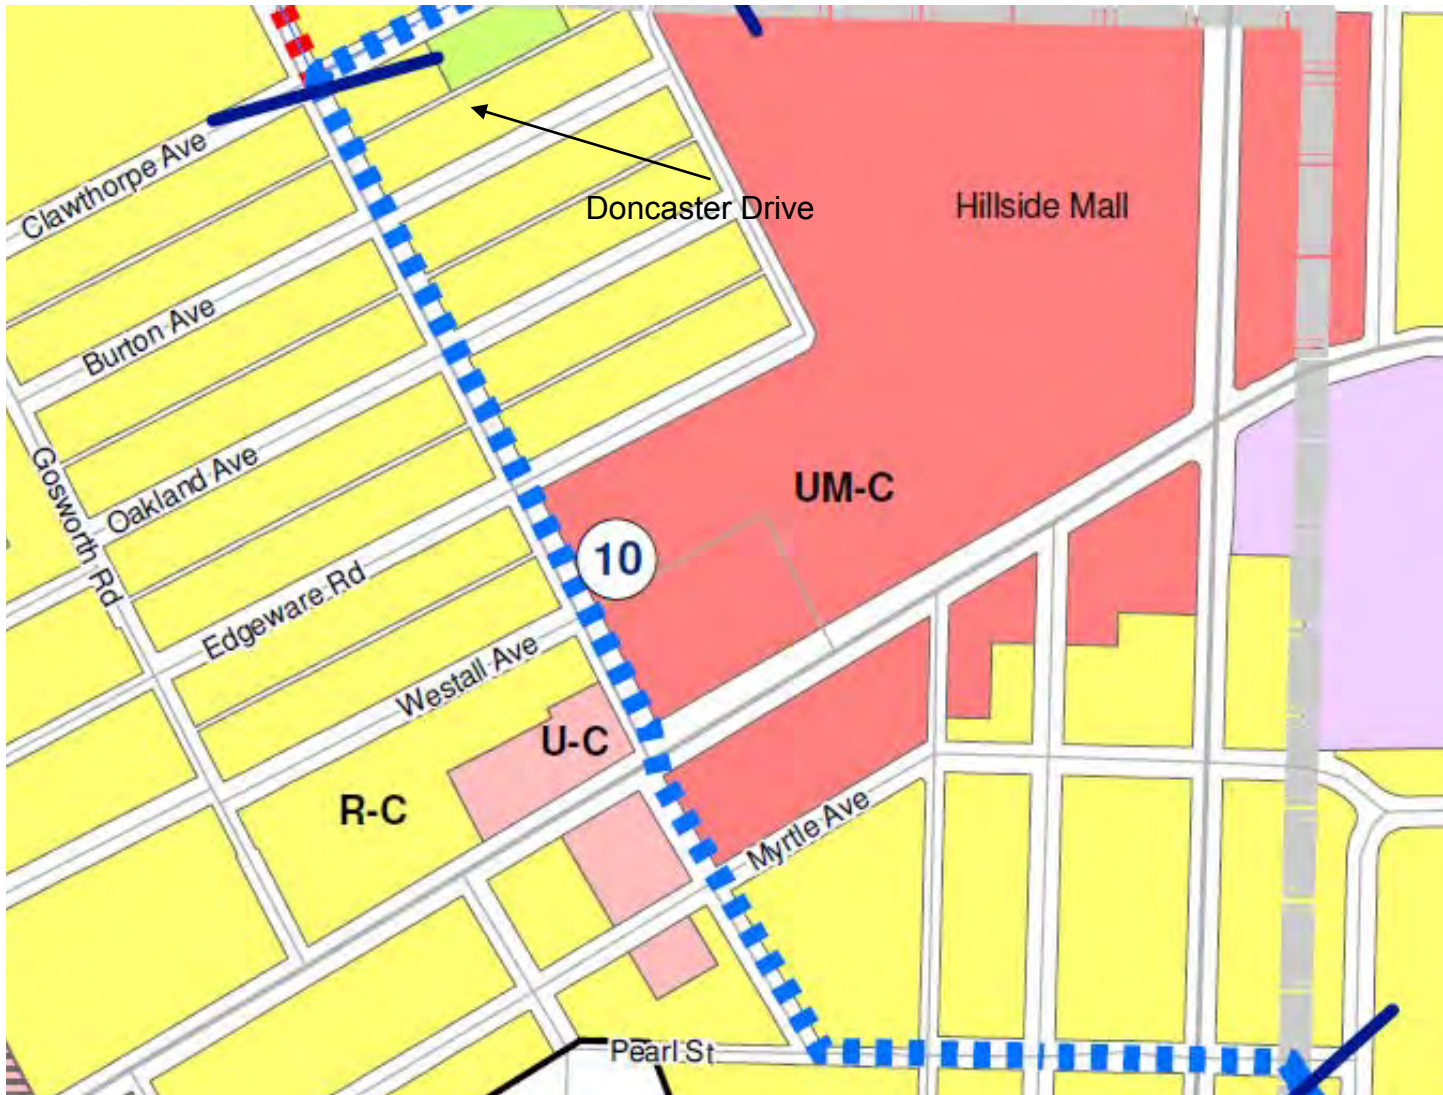 Clawthorpe Ave
Doncaster Drive
Hillside Mall
Burton Ave
Oakland Ave
Gosworth Rd
UM-C
10
Edgeware Rd
Westall Ave
U-C
R-C
Myrtle Ave
Pearl St